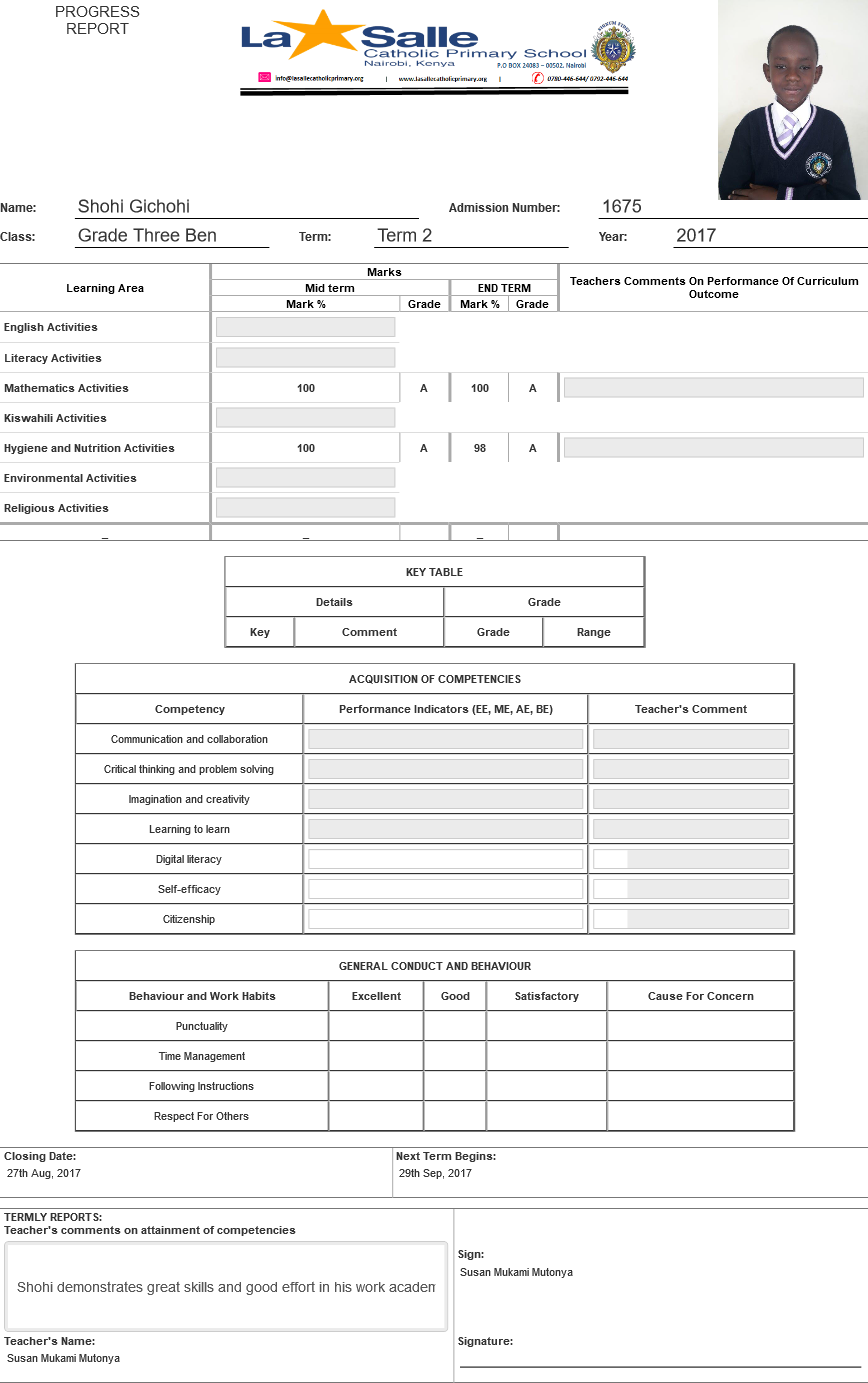 PROGRESS
REPORT
La Salle
Catholic Primary School
Nairobi, Kenya
P.O BOX 24083 – 00502, Nairobi
info@lasallecatholicprimary.org | www.lasallecatholicprimary.org | 0780-446-644/ 0792-446-644
Name: Shohi Gichohi Admission Number: 1675
Class: Grade Three Ben Term: Term 2 Year: 2017
Learning Area Marks Teachers Comments On Performance Of Curriculum Outcome
Mid term END TERM
Mark % Grade Mark % Grade
English Activities
Literacy Activities
Mathematics Activities 100 A 100 A
Kiswahili Activities
Hygiene and Nutrition Activities 100 A 98 A
Environmental Activities
Religious Activities
_ _ _
KEY TABLE
Details Grade
Key Comment Grade Range
ACQUISITION OF COMPETENCIES
Competency Performance Indicators (EE, ME, AE, BE) Teacher's Comment
Communication and collaboration
Critical thinking and problem solving
Imagination and creativity
Learning to learn
Digital literacy
Self-efficacy
Citizenship
GENERAL CONDUCT AND BEHAVIOUR
Behaviour and Work Habits Excellent Good Satisfactory Cause For Concern
Punctuality
Time Management
Following Instructions
Respect For Others
Closing Date: Next Term Begins:
27th Aug, 2017 29th Sep, 2017
TERMLY REPORTS:
Teacher's comments on attainment of competencies
Shohi demonstrates great skills and good effort in his work academ
Sign:
Susan Mukami Mutonya
Teacher's Name: Signature:
Susan Mukami Mutonya